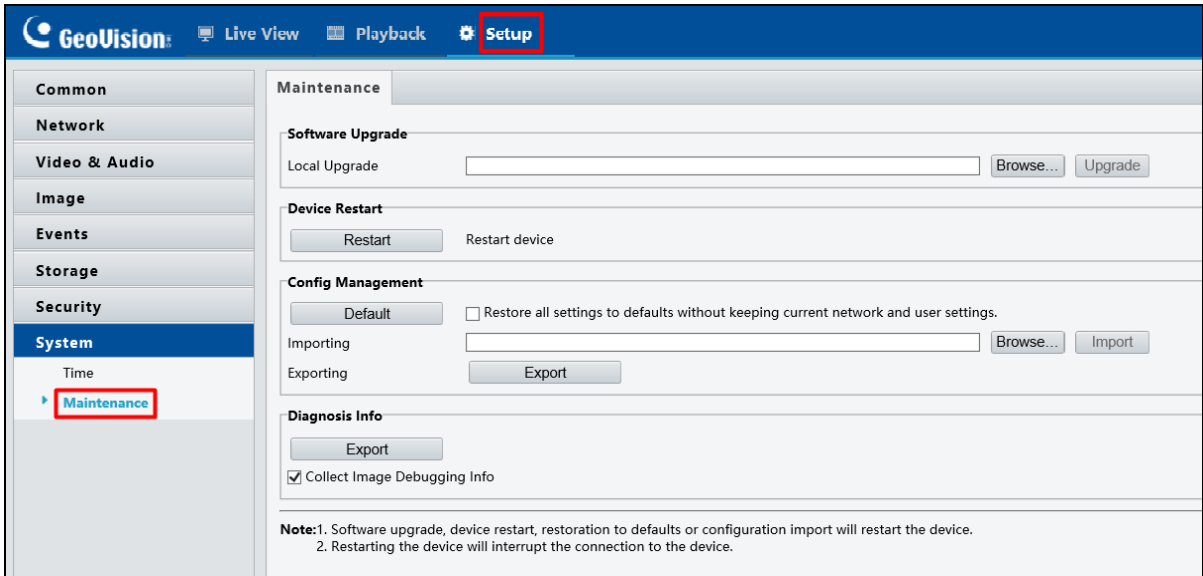 GeoVision Live View Playback Setup
Common
Network
Video & Audio
Image
Events
Storage
Security
System
Time
Maintenance
Maintenance
Software Upgrade
Local Upgrade Browse... Upgrade
Device Restart
Restart Restart device
Config Management
Default Restore all settings to defaults without keeping current network and user settings.
Importing Browse... Import
Exporting Export
Diagnosis Info
Export
Collect Image Debugging Info
Note:1. Software upgrade, device restart, restoration to defaults or configuration import will restart the device.
2. Restarting the device will interrupt the connection to the device.